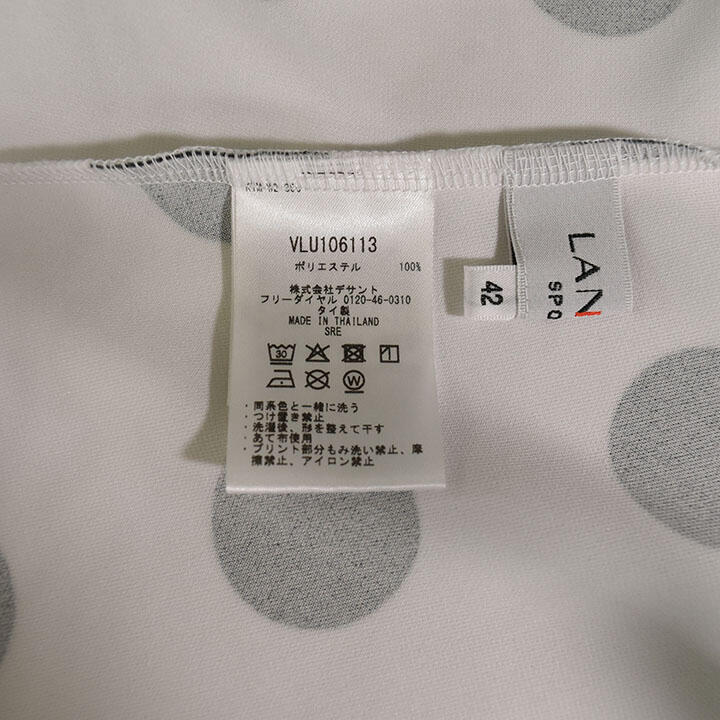 VLU106113
ポリエステル 100%
株式会社デサント
フリーダイヤル 0120-46-0310
タイ製
MADE IN THAILAND
SRE
30
W
・同系色と一緒に洗う
・つけ置き禁止
・洗濯後、形を整えて干す
・あて布使用
・プリント部分もみ洗い禁止、摩
擦禁止、アイロン禁止
42
LAN
SPO